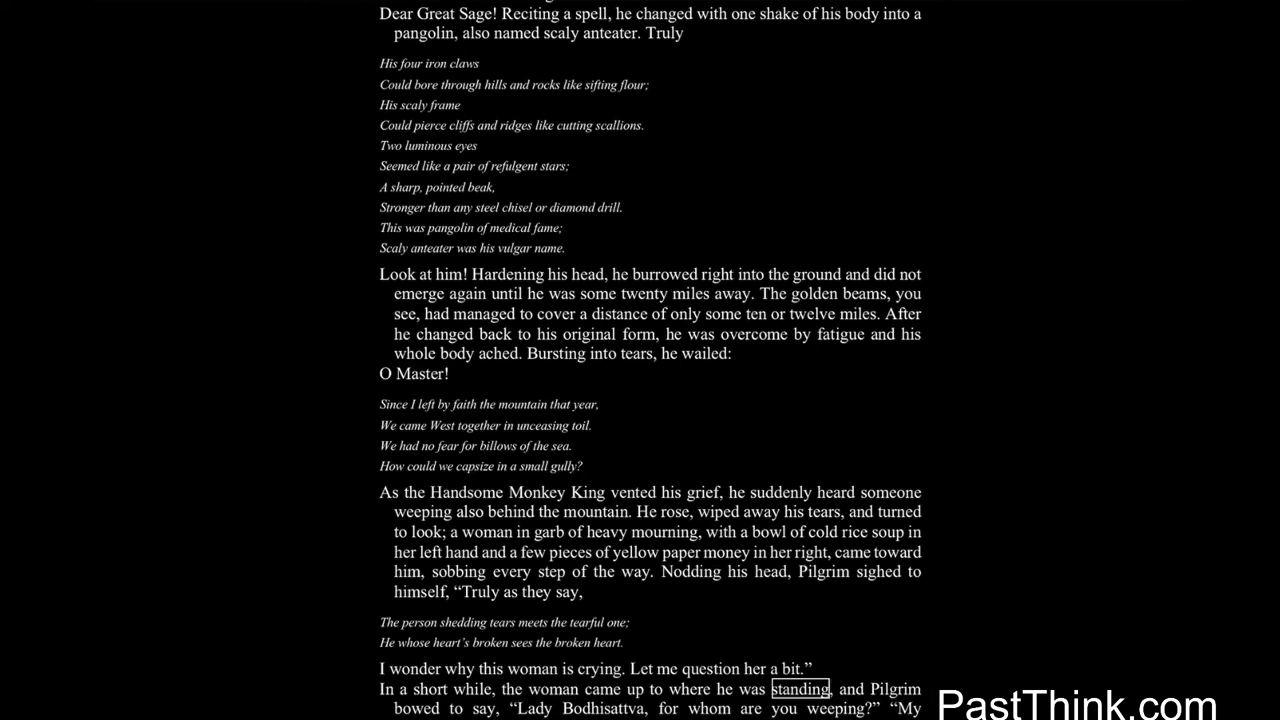 Dear Great Sage! Reciting a spell, he changed with one shake of his body into a
pangolin, also named scaly anteater. Truly
His four iron claws
Could bore through hills and rocks like sifting flour;
His scaly frame
Could pierce cliffs and ridges like cutting scallions.
Two luminous eyes
Seemed like a pair of refulgent stars;
A sharp, pointed beak,
Stronger than any steel chisel or diamond drill.
This was pangolin of medical fame;
Scaly anteater was his vulgar name.
Look at him! Hardening his head, he burrowed right into the ground and did not
emerge again until he was some twenty miles away. The golden beams, you
see, had managed to cover a distance of only some ten or twelve miles. After
he changed back to his original form, he was overcome by fatigue and his
whole body ached. Bursting into tears, he wailed:
O Master!
Since I left by faith the mountain that year,
We came West together in unceasing toil.
We had no fear for billows of the sea.
How could we capsize in a small gully?
As the Handsome Monkey King vented his grief, he suddenly heard someone
weeping also behind the mountain. He rose, wiped away his tears, and turned
to look; a woman in garb of heavy mourning, with a bowl of cold rice soup in
her left hand and a few pieces of yellow paper money in her right, came toward
him, sobbing every step of the way. Nodding his head, Pilgrim sighed to
himself, “Truly as they say,
The person shedding tears meets the tearful one;
He whose heart’s broken sees the broken heart.
I wonder why this woman is crying. Let me question her a bit.”
In a short while, the woman came up to where he was standing, and Pilgrim
bowed to say, “Lady Bodhisattva, for whom are you weeping?” “My
PastThink.com